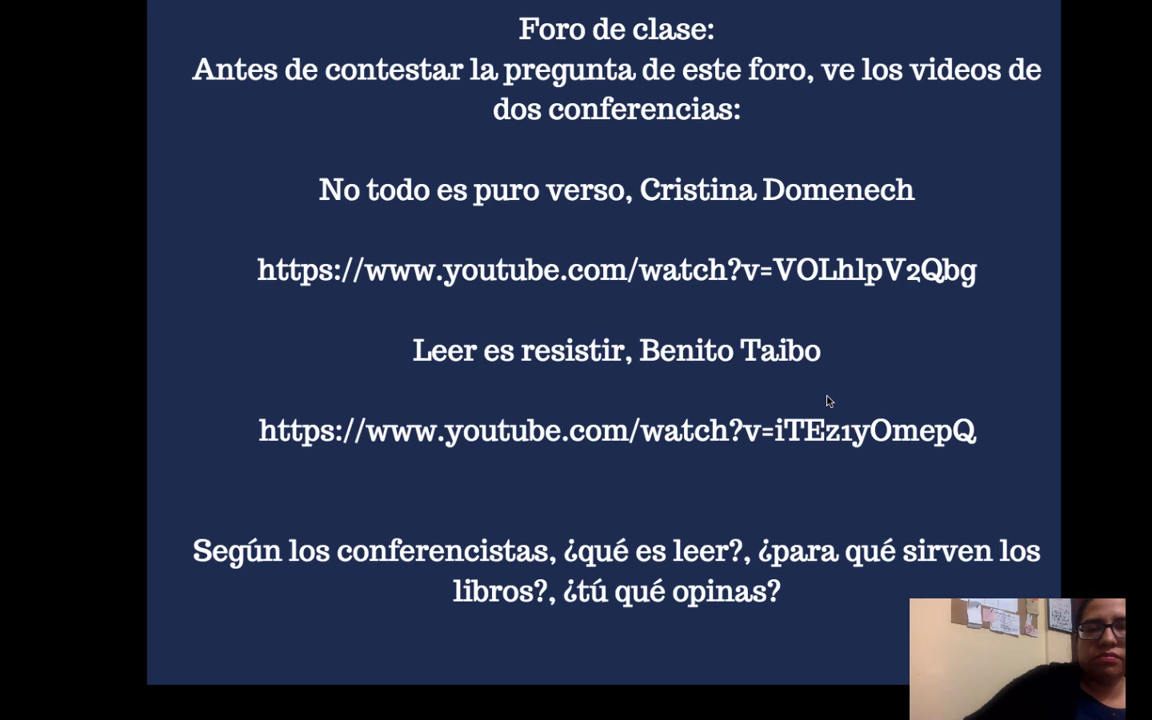 Foro de clase:
Antes de contestar la pregunta de este foro, ve los videos de
dos conferencias:
No todo es puro verso, Cristina Domenech
https://www.youtube.com/watch?v=VOLhlpV2Qbg
Leer es resistir, Benito Taibo
https://www.youtube.com/watch?v=iTEz1yOmepQ
Según los conferencistas, ¿qué es leer?, ¿para qué sirven los
libros?, ¿tú qué opinas?